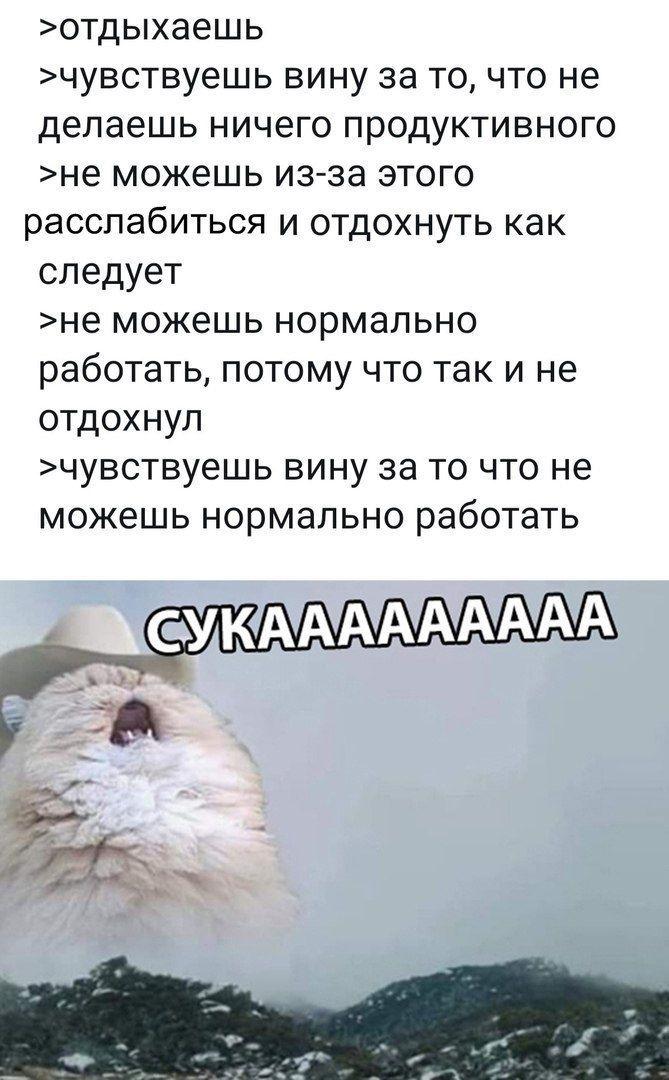 >отдыхаешь
>чувствуешь вину за то, что не
делаешь ничего продуктивного
>не можешь из-за этого
расслабиться и отдохнуть как
следует
>не можешь нормально
работать, потому что так и не
отдохнул
>чувствуешь вину за то что не
можешь нормально работать
СУКААААААААА